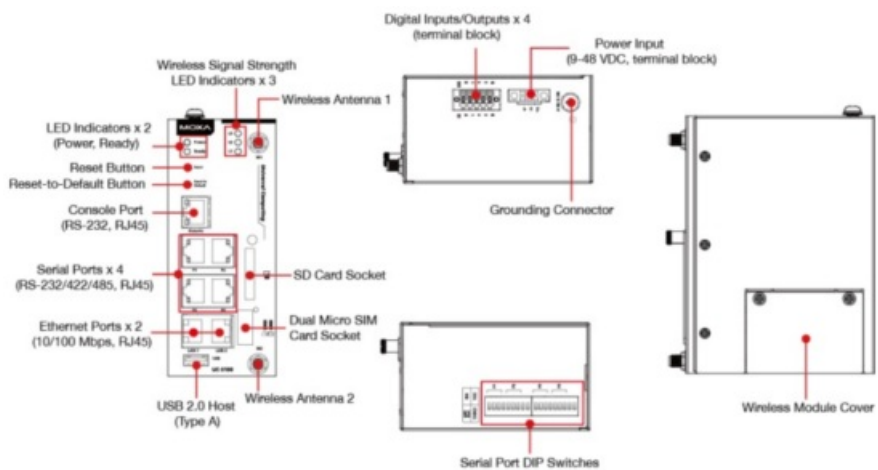 Digital Inputs/Outputs x 4
(terminal block)
Power Input
(9-48 VDC, terminal block)
Wireless Signal Strength
LED Indicators x 3
Wireless Antenna 1
LED Indicators x 2
(Power, Ready)
MOXA
Reset Button
Reset-to-Default Button
Console Port
(RS-232, RJ45)
Grounding Connector
Serial Ports x 4
(RS-232/422/485, RJ45)
SD Card Socket
Ethernet Ports x 2
(10/100 Mbps, RJ45)
Dual Micro SIM
Card Socket
USB 2.0 Host
(Type A)
Wireless Antenna 2
Wireless Module Cover
Serial Port DIP Switches